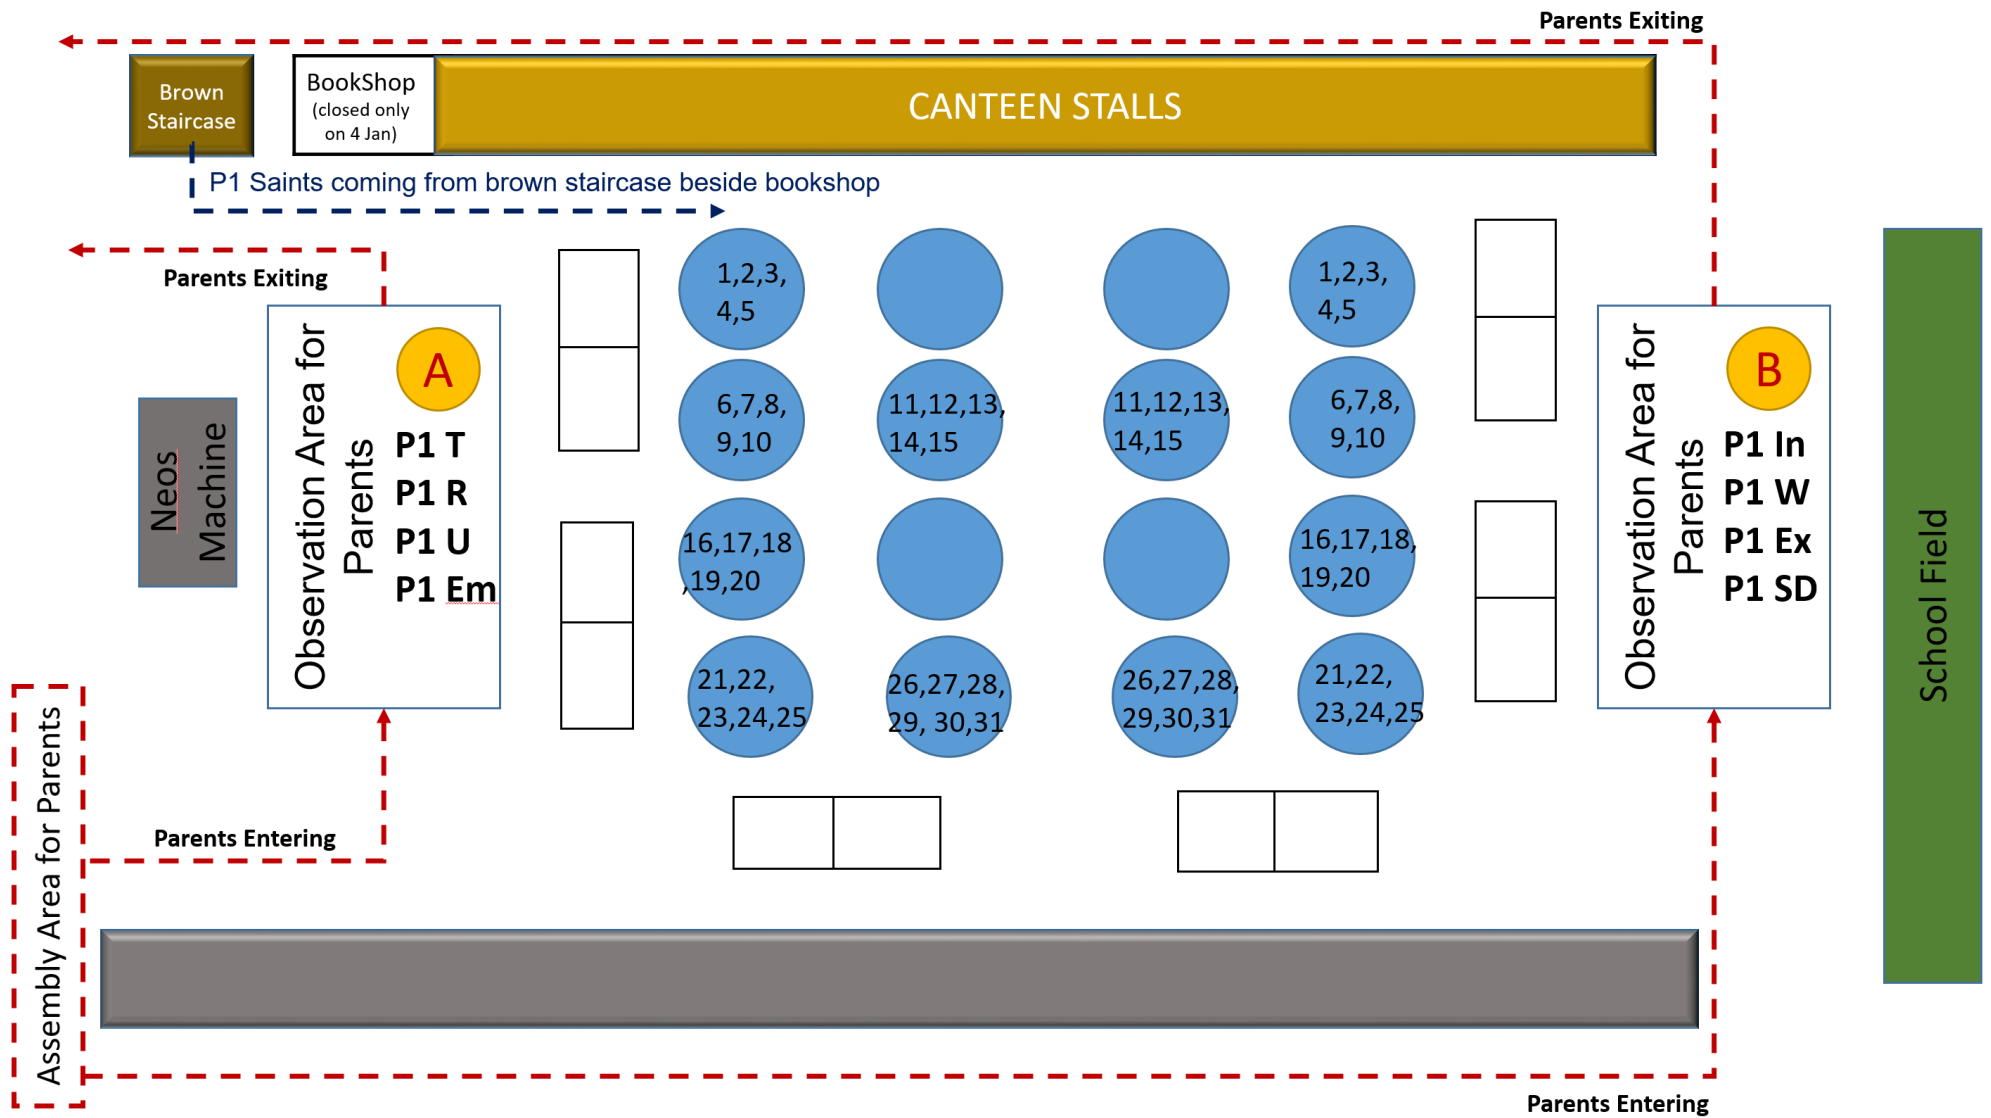 Parents Exiting
Brown
Staircase
BookShop
(closed only
on 4 Jan)
CANTEEN STALLS
P1 Saints coming from brown staircase beside bookshop
Parents Exiting
Neos
Machine
Observation Area for
Parents
A
P1 T
P1 R
P1 U
P1 Em
1,2,3,
4,5
1,2,3,
4,5
6,7,8,
9,10
11,12,13,
14,15
11,12,13,
14,15
6,7,8,
9,10
16,17,18
,19,20
16,17,18,
19,20
21,22,
23,24,25
26,27,28,
29, 30,31
26,27,28,
29,30,31
21,22,
23,24,25
Observation Area for
Parents
B
P1 In
P1 W
P1 Ex
P1 SD
School Field
Assembly Area for Parents
Parents Entering
Parents Entering